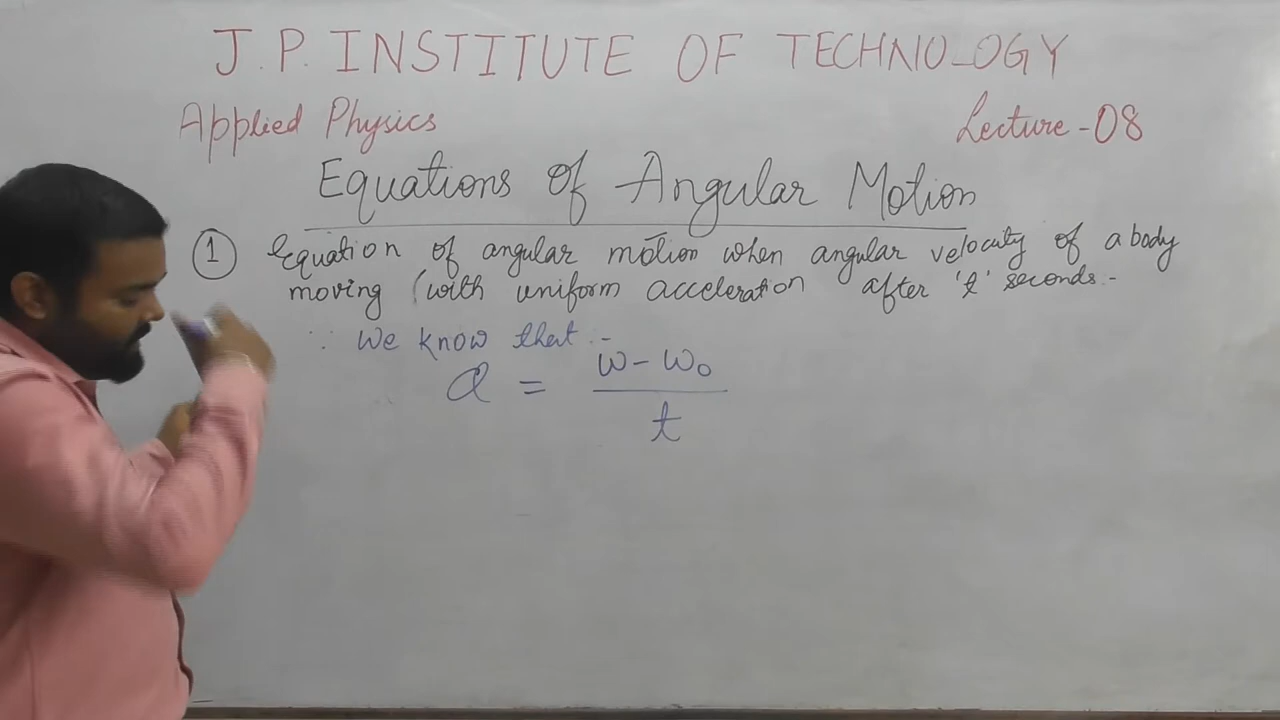 J.P. INSTITUTE OF TECHNOLOGY
Applied Physics
Lecture-08
Equations of Angular Motion
① Equation of angular motion when angular velocity of a body
moving (with uniform acceleration after 't' seconds:-
∵ We know that :-
α = (ω - ω₀) / t